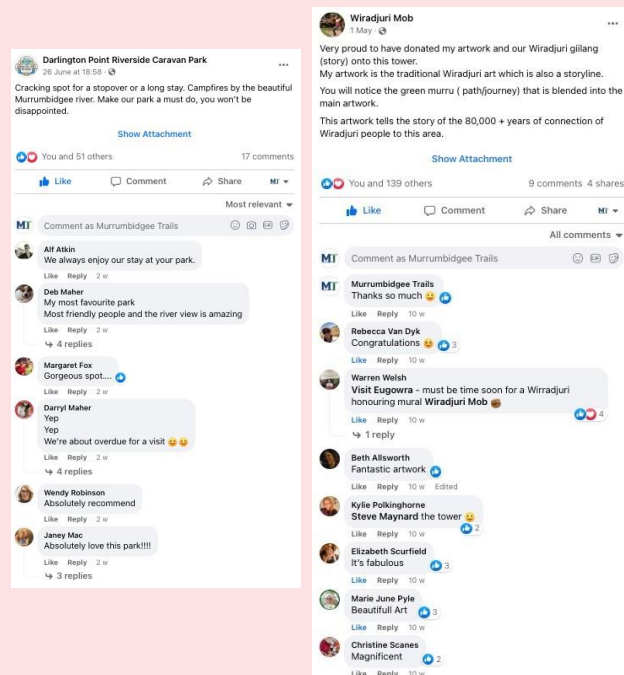 Darlington Point Riverside Caravan Park
26 June at 18:58
Cracking spot for a stopover or a long stay. Campfires by the beautiful
Murrumbidgee river. Make our park a must do, you won't be
disappointed.
Show Attachment
You and 51 others 17 comments
Like Comment Share MT
Most relevant
MT Comment as Murrumbidgee Trails
Alf Atkin
We always enjoy our stay at your park.
Like Reply 2 w
Deb Maher
My most favourite park
Most friendly people and the river view is amazing
Like Reply 2 w
4 replies
Margaret Fox
Gorgeous spot....
Like Reply 2 w
Darryl Maher
Yep
Yep
We're about overdue for a visit
Like Reply 2 w
4 replies
Wendy Robinson
Absolutely recommend
Like Reply 2 w
Janey Mac
Absolutely love this park!!!!
Like Reply 2 w
3 replies
Wiradjuri Mob
1 May
Very proud to have donated my artwork and our Wiradjuri giilang
(story) onto this tower.
My artwork is the traditional Wiradjuri art which is also a storyline.
You will notice the green murru ( path/journey) that is blended into the
main artwork.
This artwork tells the story of the 80,000 + years of connection of
Wiradjuri people to this area.
Show Attachment
You and 139 others 9 comments 4 shares
Like Comment Share MT
All comments
MT Comment as Murrumbidgee Trails GIF
MT Murrumbidgee Trails
Thanks so much
Like Reply 10 w
Rebecca Van Dyk
Congratulations 3
Like Reply 10 w
Warren Welsh
Visit Eugowra - must be time soon for a Wirradjuri
honouring mural Wiradjuri Mob
4
Like Reply 10 w
1 reply
Beth Allsworth
Fantastic artwork
Like Reply 10 w Edited
Kylie Polkinghorne
Steve Maynard the tower
2
Like Reply 10 w
Elizabeth Scurfield
It's fabulous 3
Like Reply 10 w
Marie June Pyle
Beautifull Art 3
Like Reply 10 w
Christine Scanes
Magnificent 2
Like Reply 10 w